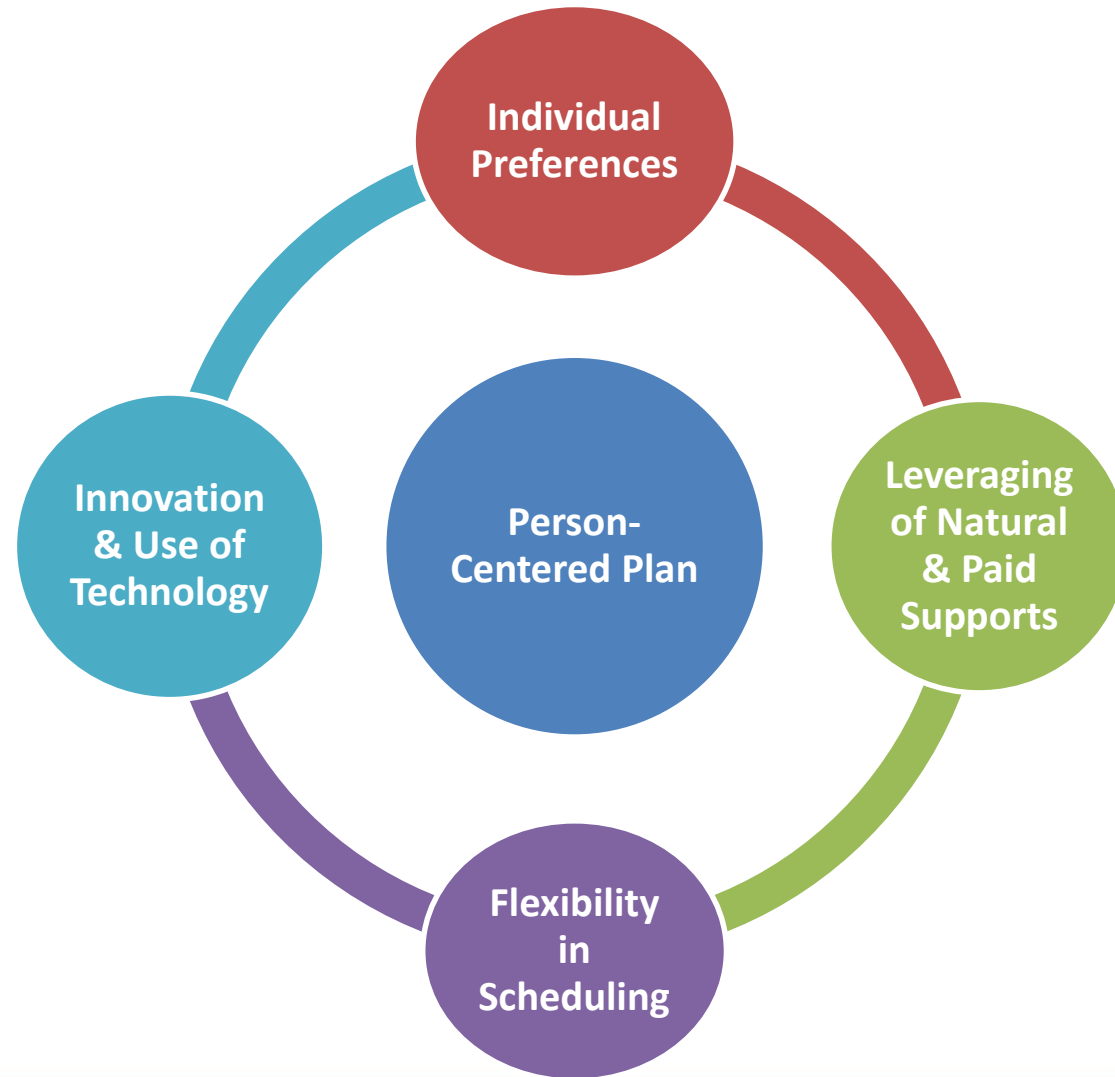 Individual
Preferences
Leveraging
of Natural
& Paid
Supports
Flexibility
in
Scheduling
Innovation
& Use of
Technology
Person-
Centered Plan